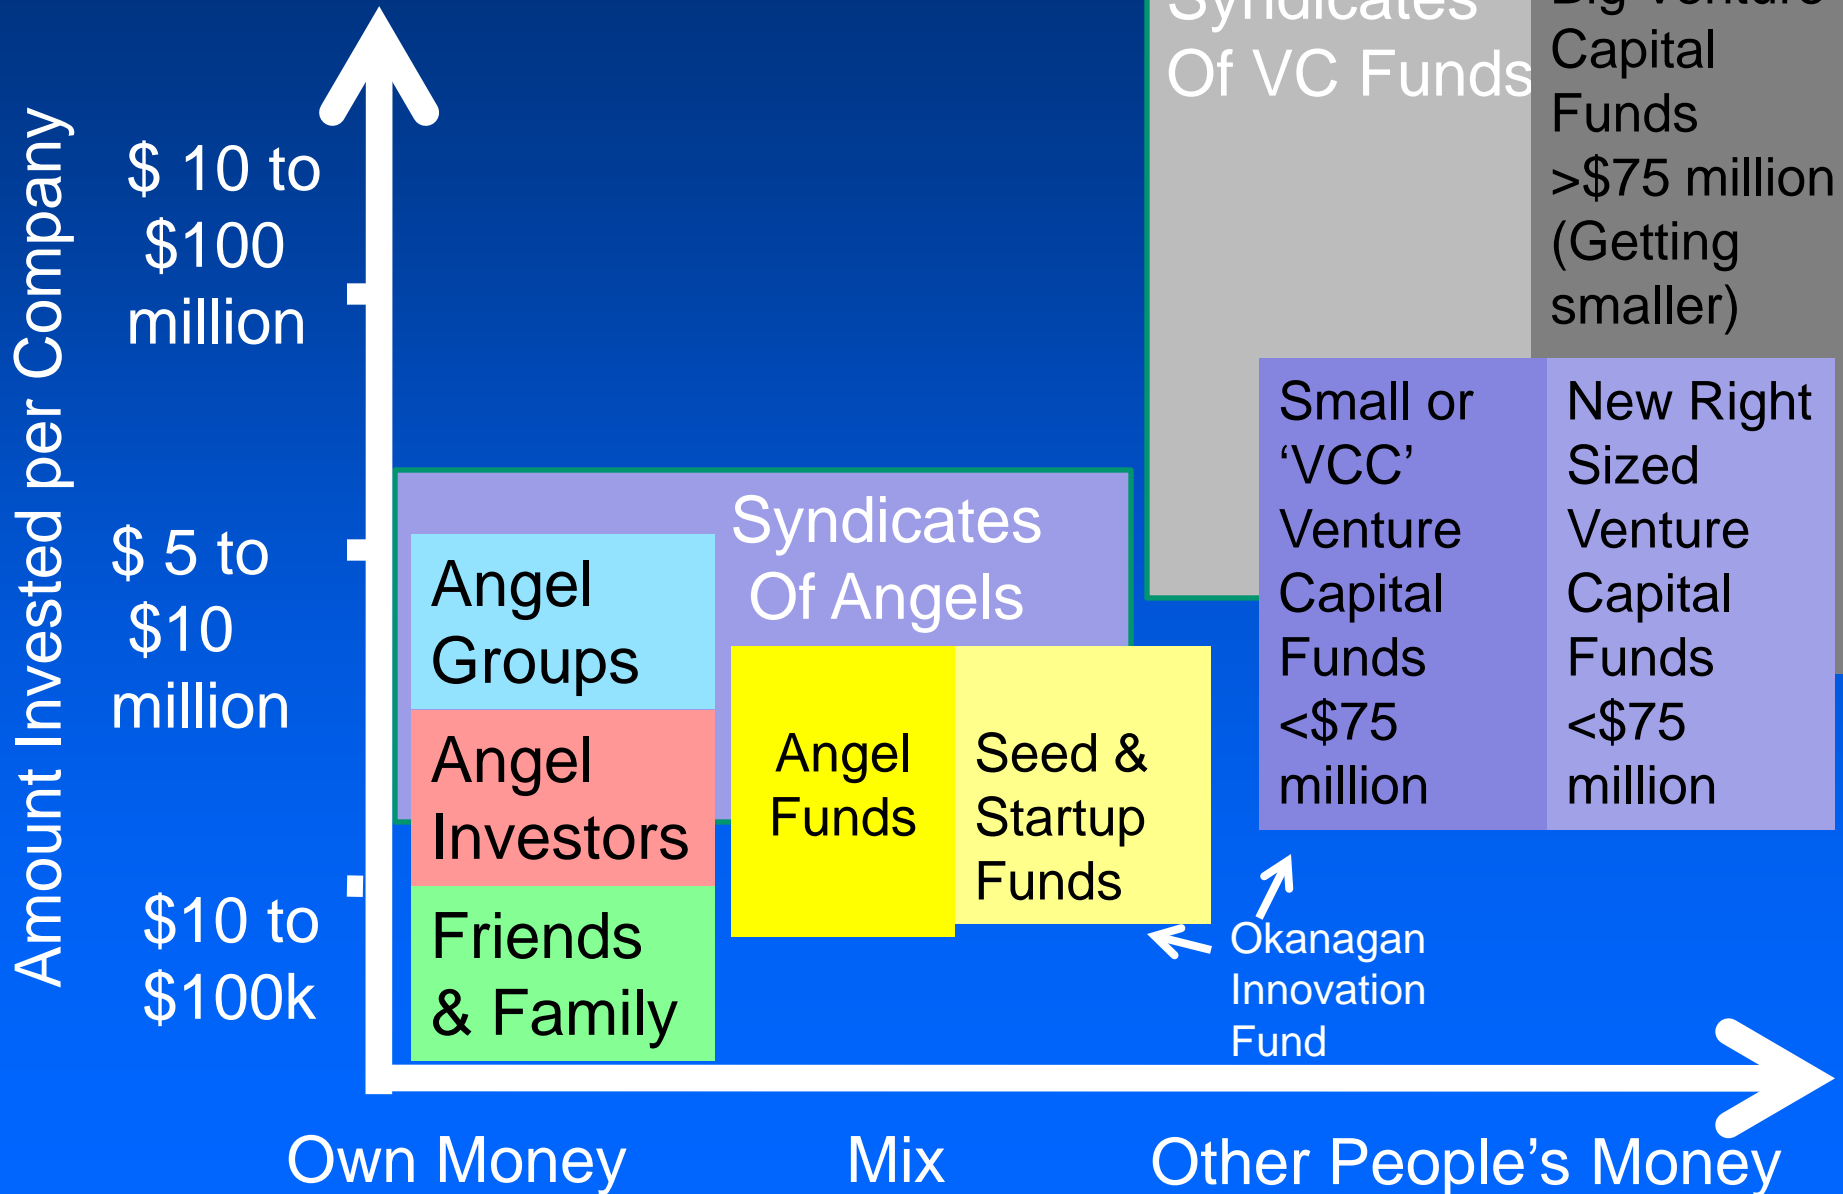 Syndicates
Of VC Funds
Big Venture
Capital
Funds
>$75 million
(Getting
smaller)
Amount Invested per Company
$ 10 to
$100
million
$ 5 to
$10
million
$10 to
$100k
Syndicates
Of Angels
Angel
Groups
Angel
Investors
Friends
& Family
Angel
Funds
Seed &
Startup
Funds
Small or
‘VCC’
Venture
Capital
Funds
<$75
million
New Right
Sized
Venture
Capital
Funds
<$75
million
Okanagan
Innovation
Fund
Own Money
Mix
Other People’s Money